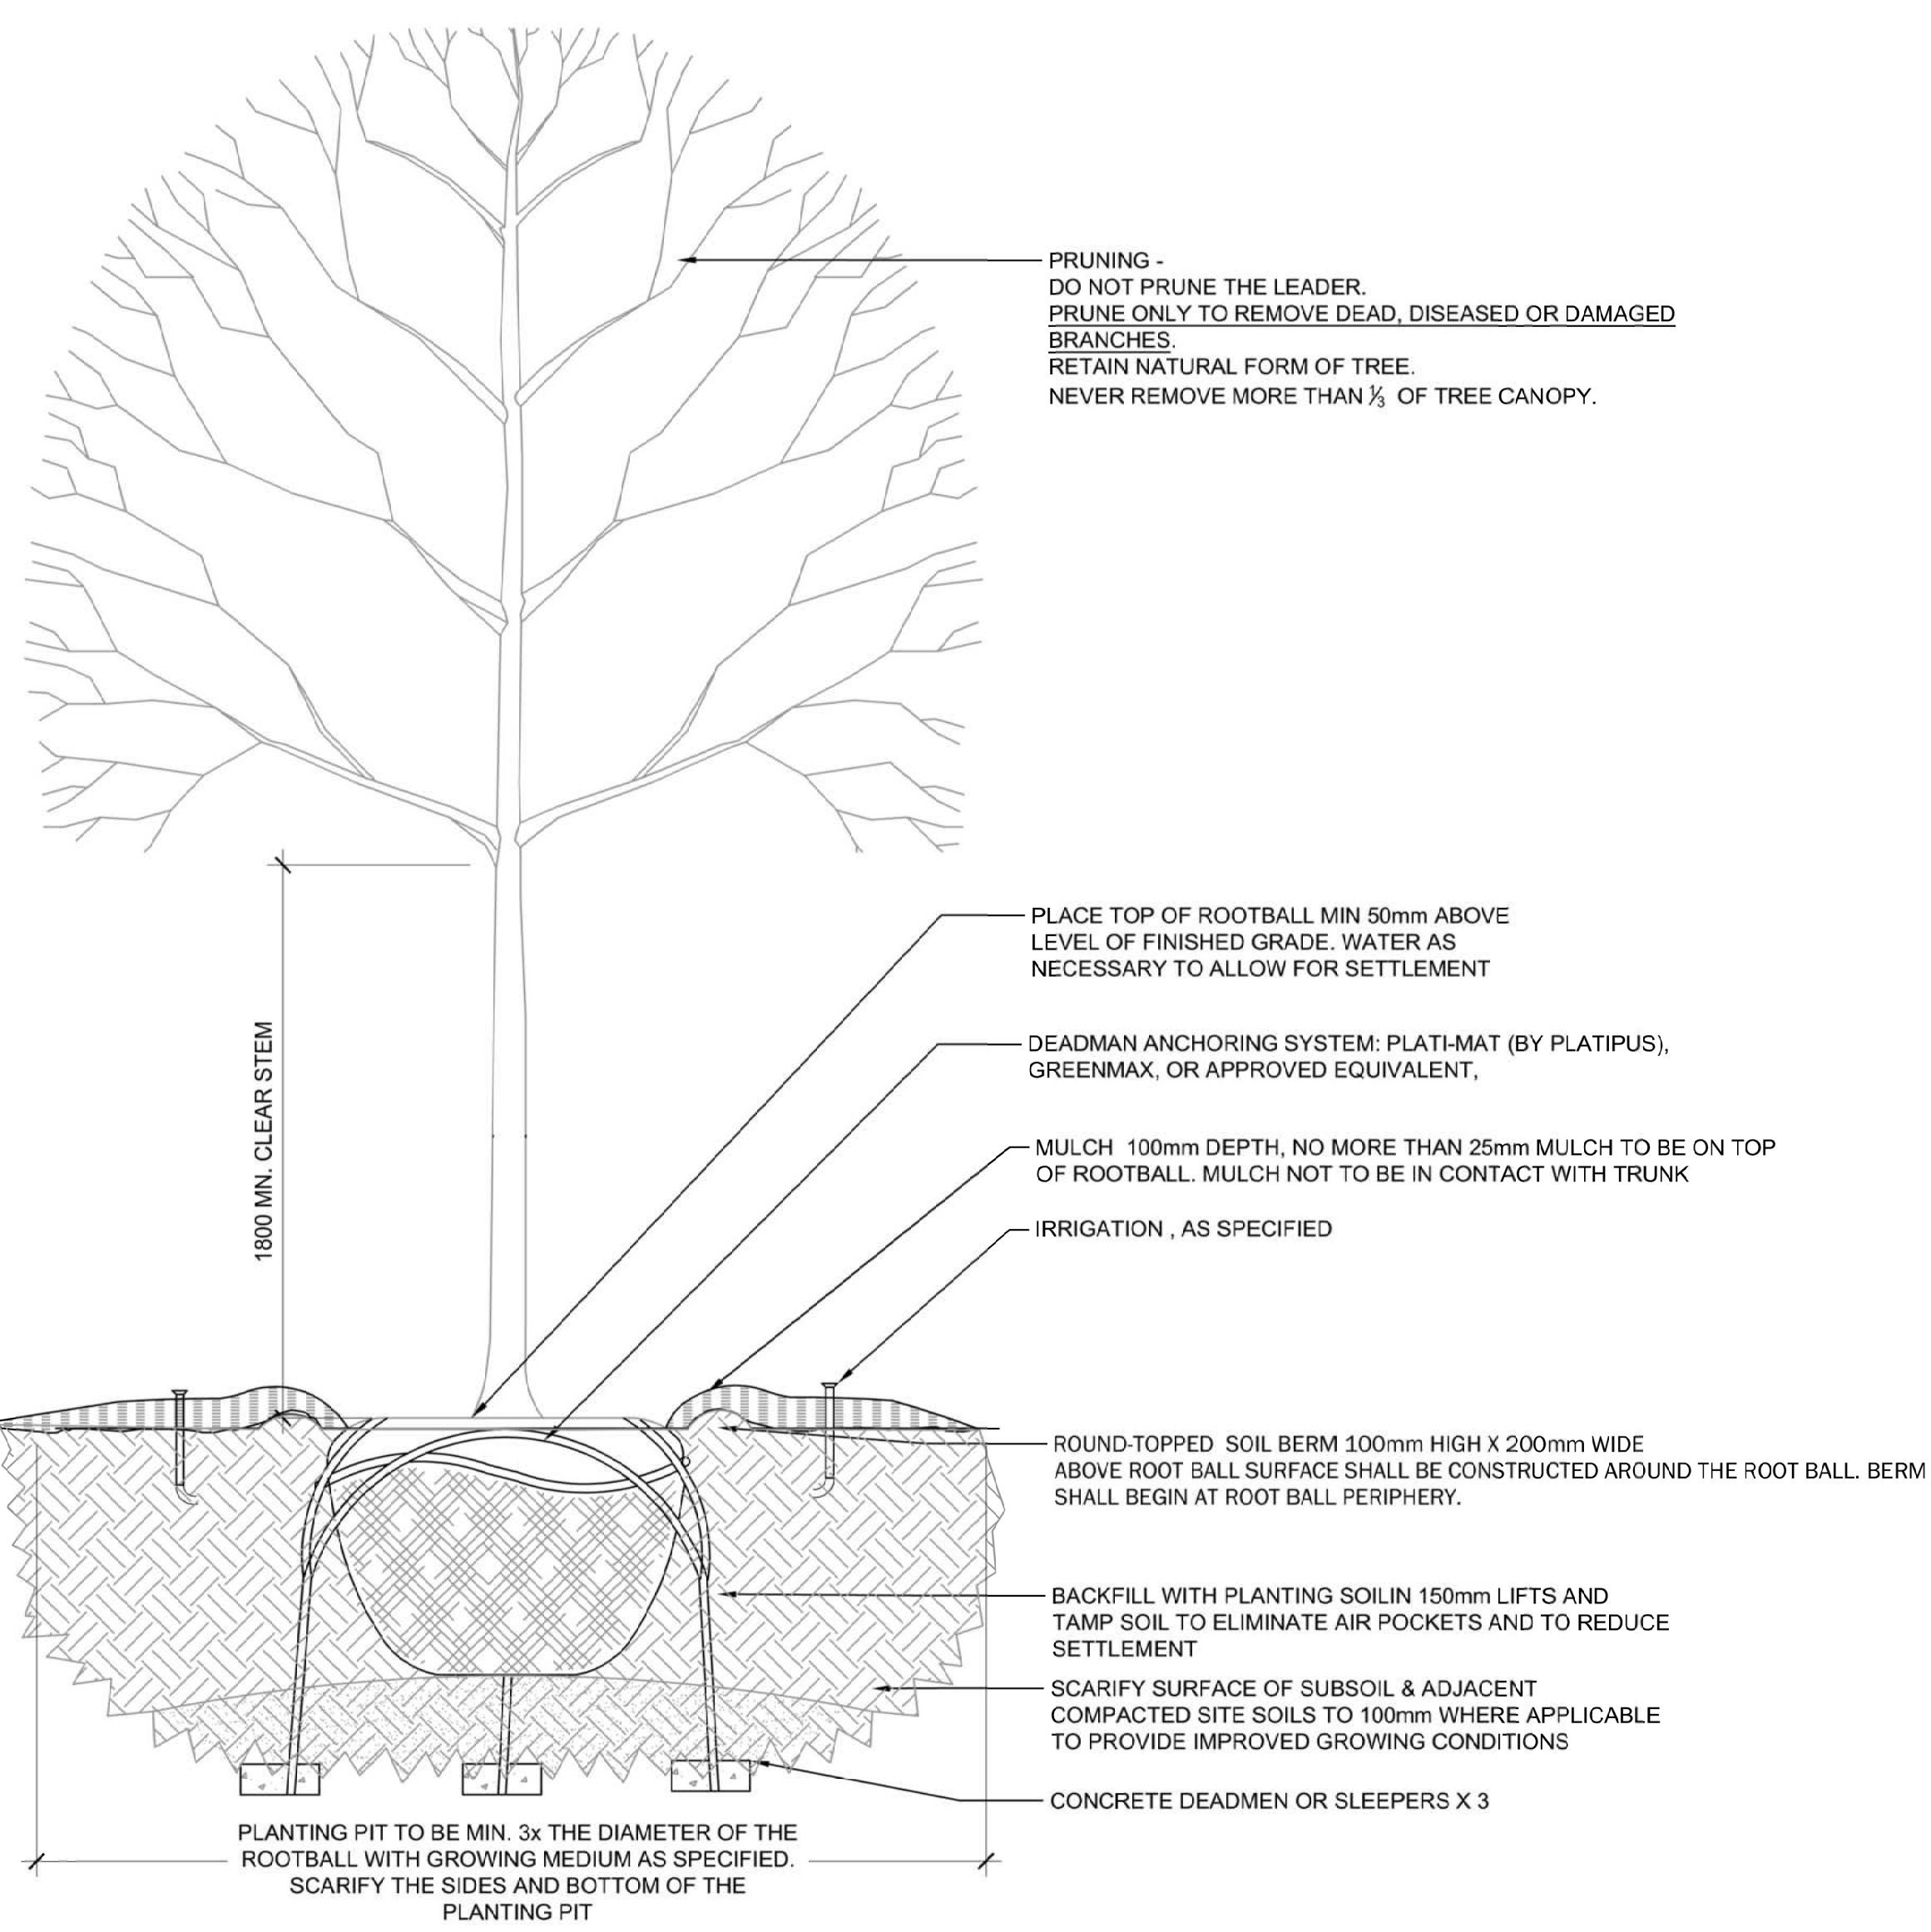 PRUNING -
DO NOT PRUNE THE LEADER.
PRUNE ONLY TO REMOVE DEAD, DISEASED OR DAMAGED
BRANCHES.
RETAIN NATURAL FORM OF TREE.
NEVER REMOVE MORE THAN ⅓ OF TREE CANOPY.
PLACE TOP OF ROOTBALL MIN 50mm ABOVE
LEVEL OF FINISHED GRADE. WATER AS
NECESSARY TO ALLOW FOR SETTLEMENT
DEADMAN ANCHORING SYSTEM: PLATI-MAT (BY PLATIPUS),
GREENMAX, OR APPROVED EQUIVALENT,
1800 MN. CLEAR STEM
MULCH 100mm DEPTH, NO MORE THAN 25mm MULCH TO BE ON TOP
OF ROOTBALL. MULCH NOT TO BE IN CONTACT WITH TRUNK
IRRIGATION , AS SPECIFIED
ROUND-TOPPED SOIL BERM 100mm HIGH X 200mm WIDE
ABOVE ROOT BALL SURFACE SHALL BE CONSTRUCTED AROUND THE ROOT BALL. BERM
SHALL BEGIN AT ROOT BALL PERIPHERY.
BACKFILL WITH PLANTING SOILIN 150mm LIFTS AND
TAMP SOIL TO ELIMINATE AIR POCKETS AND TO REDUCE
SETTLEMENT
SCARIFY SURFACE OF SUBSOIL & ADJACENT
COMPACTED SITE SOILS TO 100mm WHERE APPLICABLE
TO PROVIDE IMPROVED GROWING CONDITIONS
CONCRETE DEADMEN OR SLEEPERS X 3
PLANTING PIT TO BE MIN. 3x THE DIAMETER OF THE
ROOTBALL WITH GROWING MEDIUM AS SPECIFIED.
SCARIFY THE SIDES AND BOTTOM OF THE
PLANTING PIT